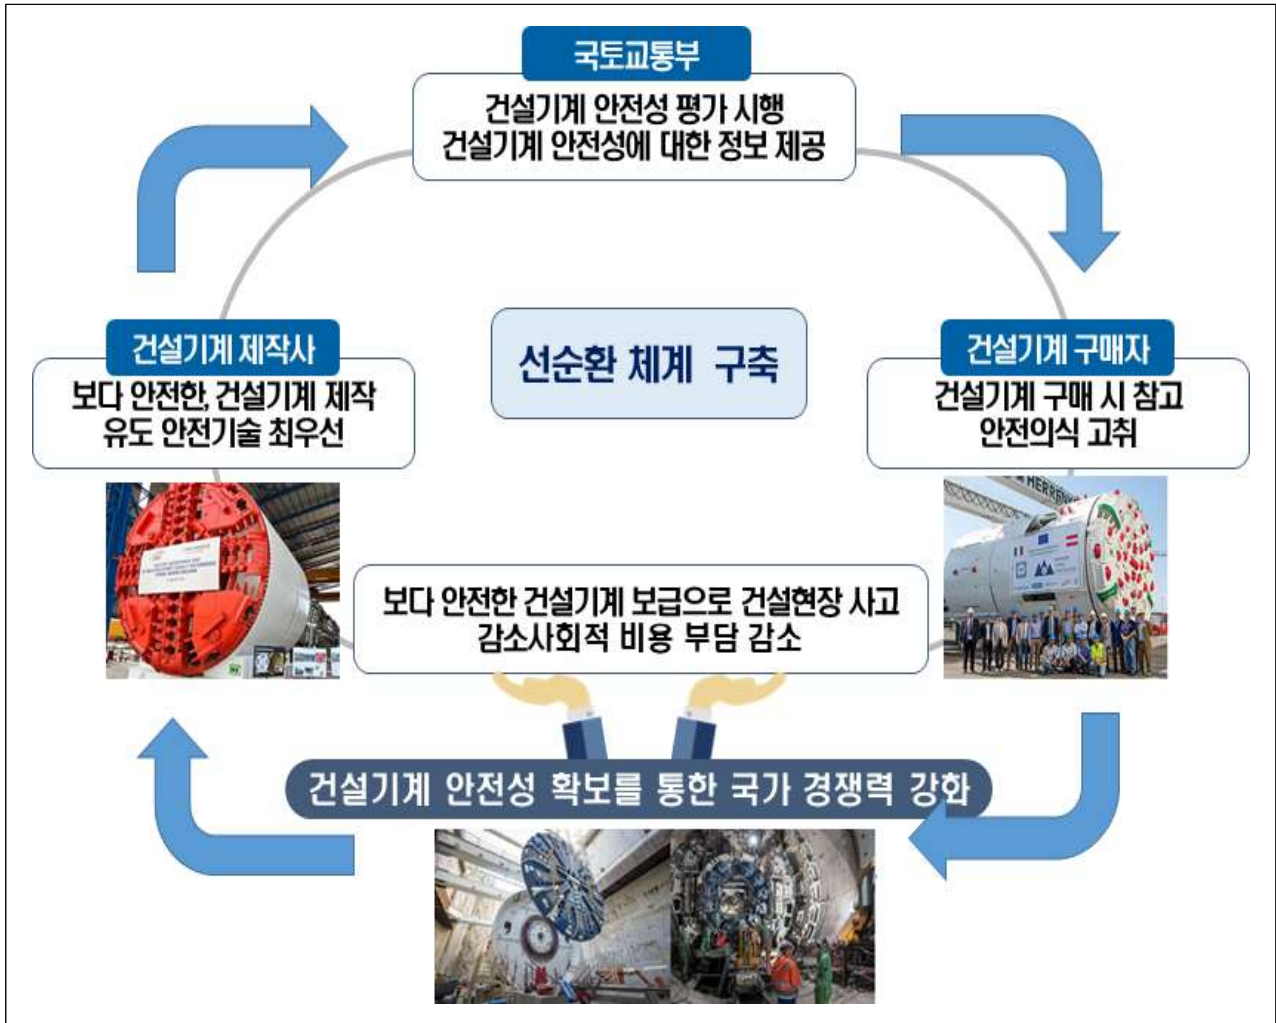 국토교통부
건설기계 안전성 평가 시행
건설기계 안전성에 대한 정보 제공
건설기계 제작사
보다 안전한, 건설기계 제작
유도 안전기술 최우선
선순환 체계 구축
건설기계 구매자
건설기계 구매 시 참고
안전의식 고취
HERRENK
보다 안전한 건설기계 보급으로 건설현장 사고
감소사회적 비용 부담 감소
건설기계 안전성 확보를 통한 국가 경쟁력 강화